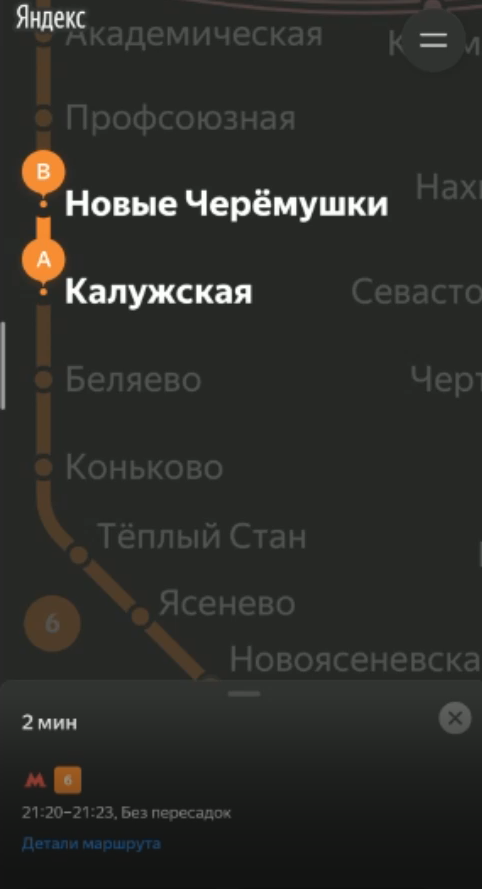 Яндекс
Академическая
Профсоюзная
В
Новые Черёмушки
Нахи
А
Калужская
Севасто
Беляево
Черт
Коньково
Тёплый Стан
Ясенево
6
Новоясеневска
2 мин
М 6
21:20–21:23, Без пересадок
Детали маршрута